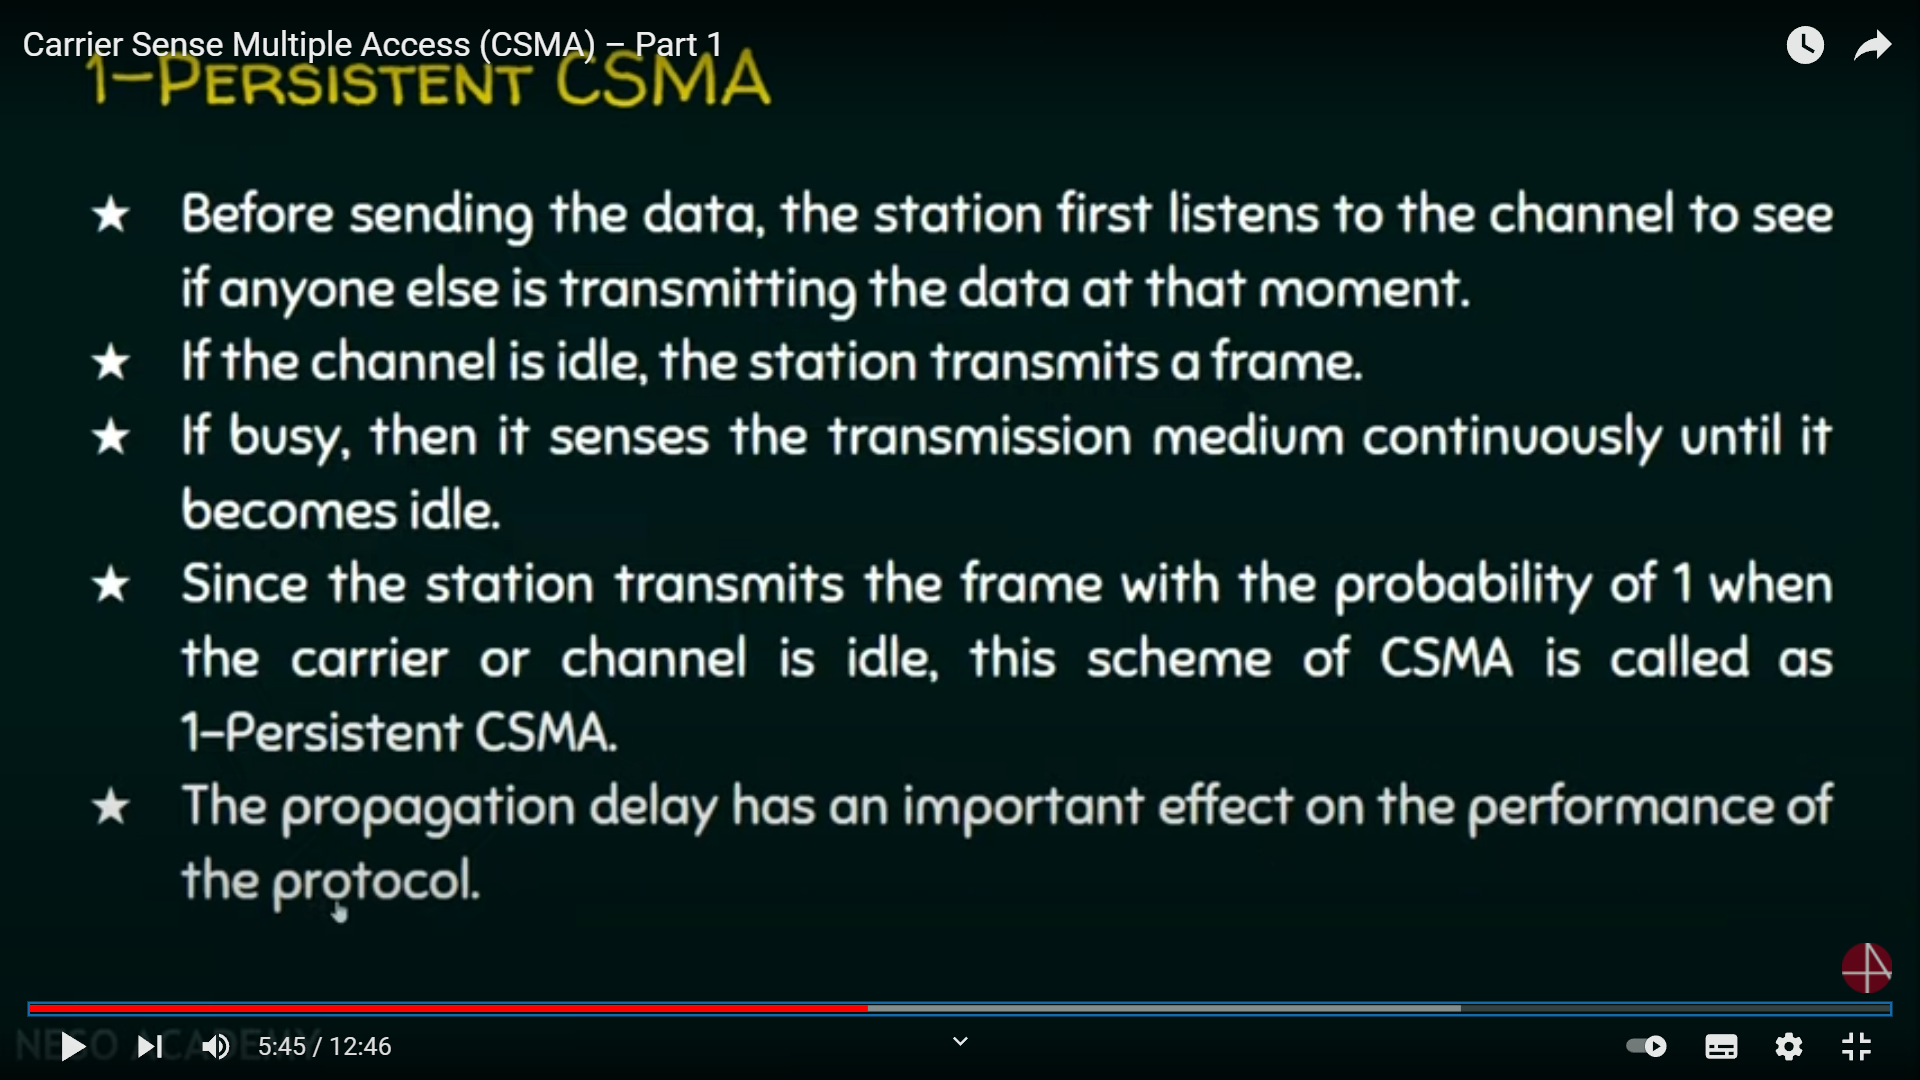 Carrier Sense Multiple Access (CSMA) – Part 1
1–PERSISTENT CSMA
★ Before sending the data, the station first listens to the channel to see
if anyone else is transmitting the data at that moment.
★ If the channel is idle, the station transmits a frame.
★ If busy, then it senses the transmission medium continuously until it
becomes idle.
★ Since the station transmits the frame with the probability of 1 when
the carrier or channel is idle, this scheme of CSMA is called as
1–Persistent CSMA.
★ The propagation delay has an important effect on the performance of
the protocol.
NESO ACADEMY
5:45 / 12:46